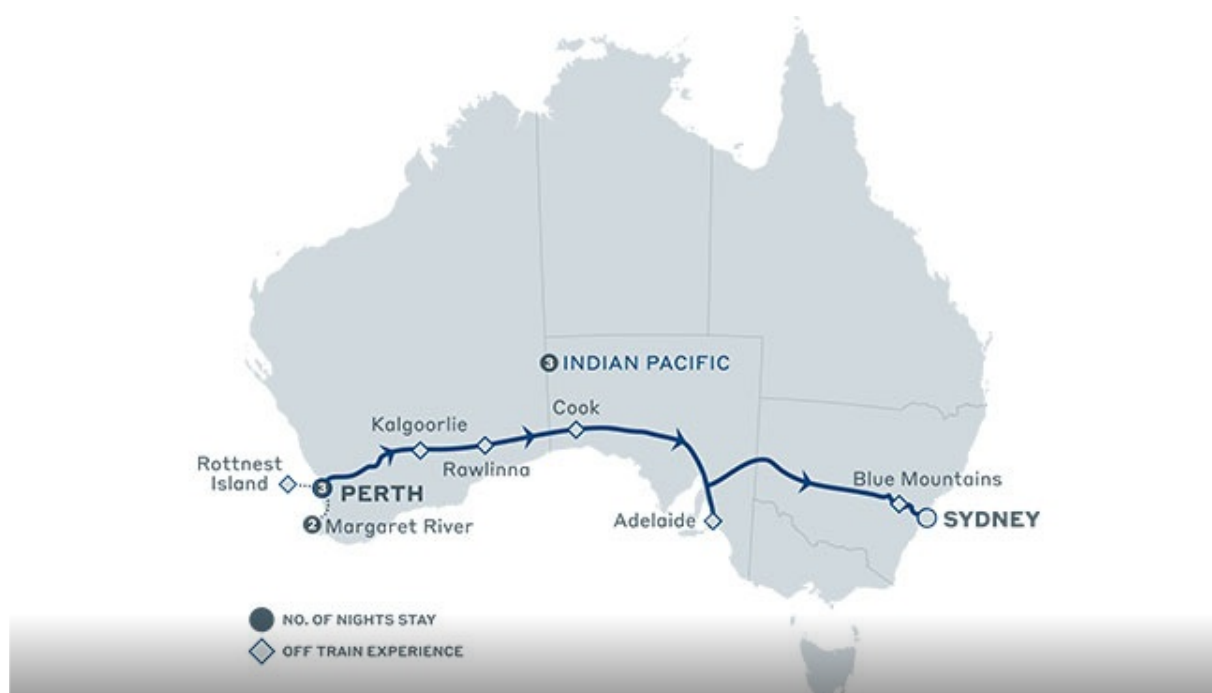 3 INDIAN PACIFIC
Cook
Kalgoorlie
Rawlinna
Rottnest
Island
3 PERTH
2 Margaret River
Adelaide
Blue Mountains
SYDNEY
NO. OF NIGHTS STAY
OFF TRAIN EXPERIENCE